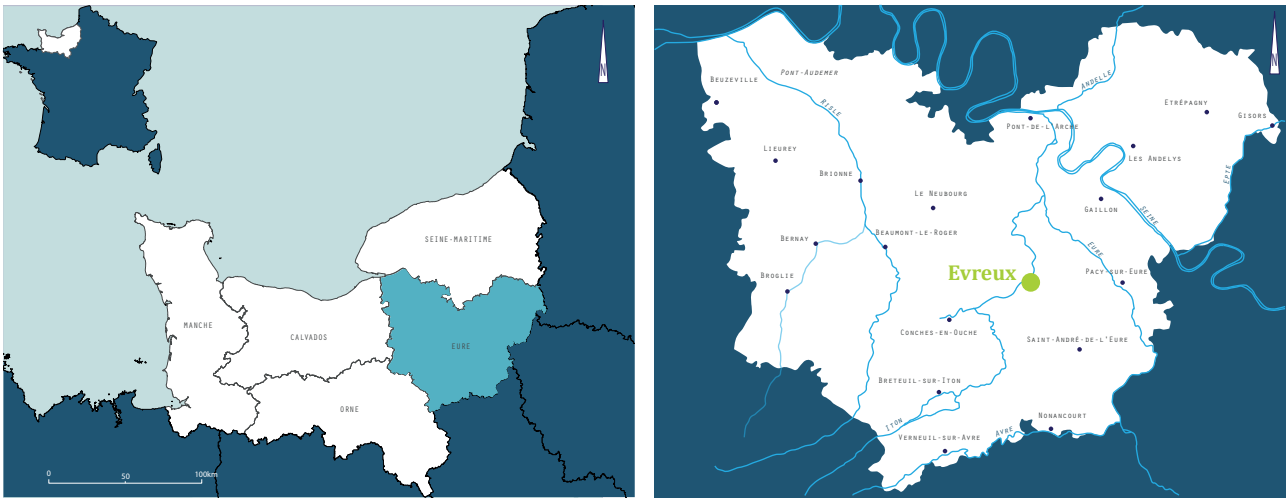 N
SEINE-MARITIME
MANCHE
CALVADOS
EURE
ORNE
0
50
100km
N
BEUZEVILLE
PONT-AUDEMER
RISLE
ANDELLE
ETRÉPAGNY
GISORS
PONT-DE-L'ARCHE
LIEUREY
LES ANDELYS
BRIONNE
EPTE
LE NEUBOURG
GAILLON
SEINE
BERNAY
BEAUMONT-LE-ROGER
EURE
BROGLIE
Evreux
PACY-SUR-EURE
CONCHES-EN-OUCHE
SAINT-ANDRÉ-DE-L'EURE
BRETEUIL-SUR-ITON
NONANCOURT
ITON
AVRE
VERNEUIL-SUR-AVRE